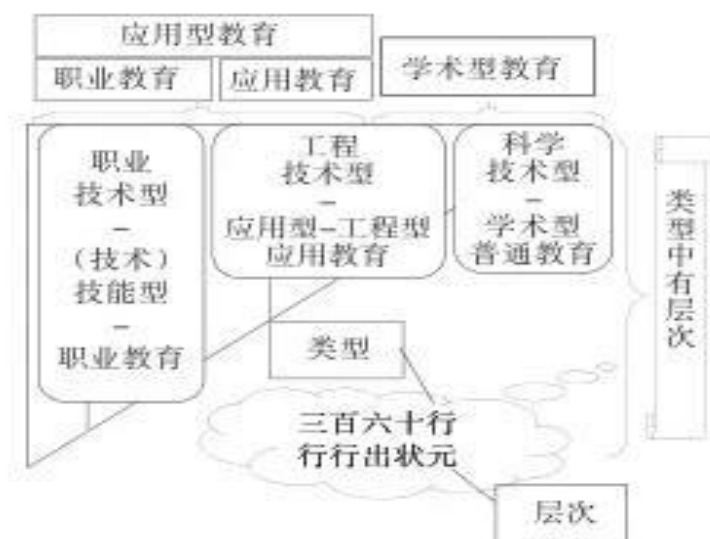 应用型教育
职业教育
应用教育
学术型教育
职业
技术型
–
（技术）
技能型
–
职业教育
工程
技术型
–
应用型–工程型
应用教育
科学
技术型
–
学术型
普通教育
类型中有层次
类型
三百六十行
行行出状元
层次